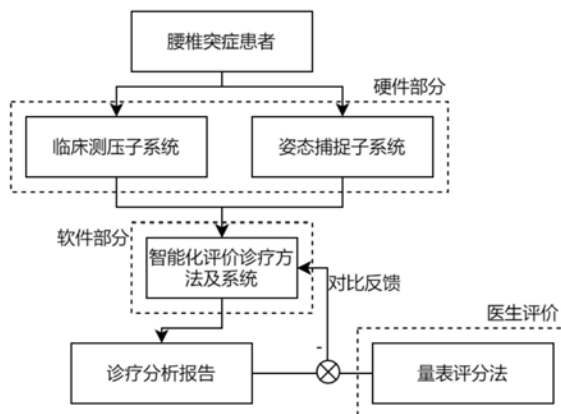 腰椎突症患者
硬件部分
临床测压子系统
姿态捕捉子系统
软件部分
智能化评价诊疗方
法及系统
对比反馈
医生评价
-
诊疗分析报告
量表评分法